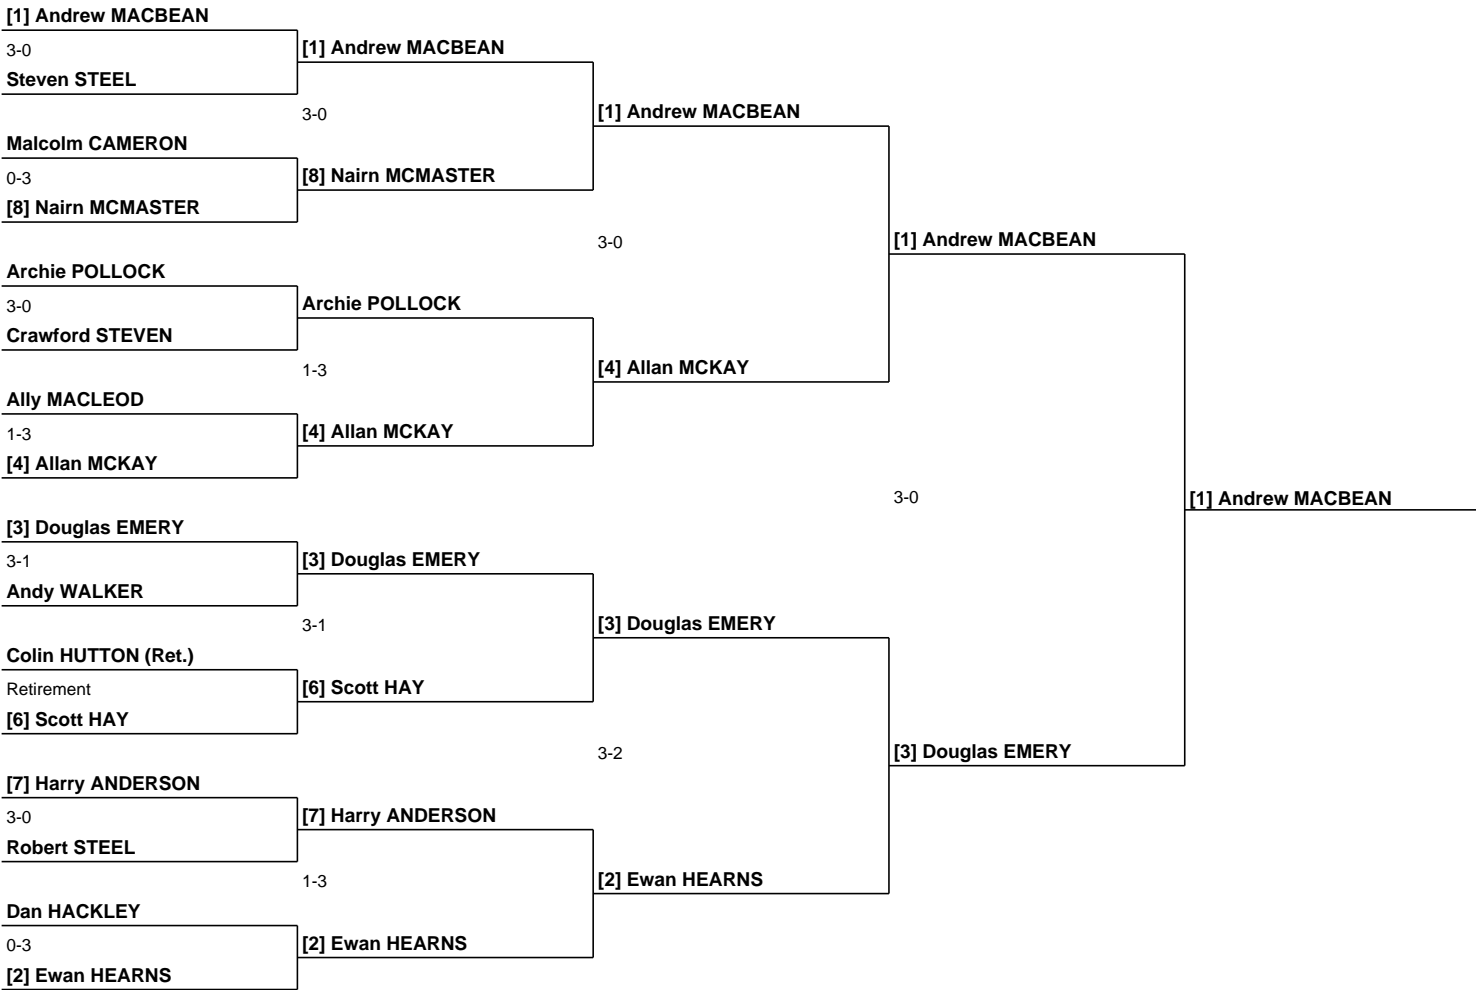 [1] Andrew MACBEAN
3-0
Steven STEEL
Malcolm CAMERON
0-3
[8] Nairn MCMASTER
Archie POLLOCK
3-0
Crawford STEVEN
Ally MACLEOD
1-3
[4] Allan MCKAY
[3] Douglas EMERY
3-1
Andy WALKER
Colin HUTTON (Ret.)
Retirement
[6] Scott HAY
[7] Harry ANDERSON
3-0
Robert STEEL
Dan HACKLEY
0-3
[2] Ewan HEARNS
[1] Andrew MACBEAN
3-0
[8] Nairn MCMASTER
Archie POLLOCK
1-3
[4] Allan MCKAY
[3] Douglas EMERY
3-1
[6] Scott HAY
[7] Harry ANDERSON
1-3
[2] Ewan HEARNS
[1] Andrew MACBEAN
3-0
[4] Allan MCKAY
[3] Douglas EMERY
3-2
[2] Ewan HEARNS
[1] Andrew MACBEAN
3-0
[3] Douglas EMERY
[1] Andrew MACBEAN